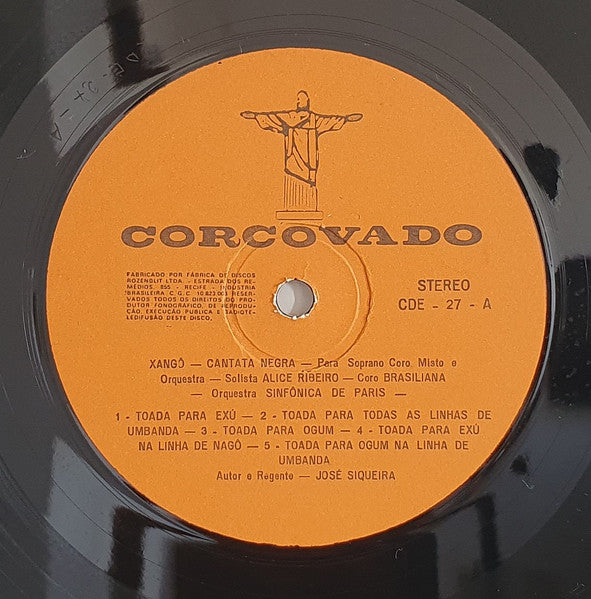 CORCOVADO
FABRICADO POR FÁBRICA DE DISCOS
ROZENBLIT LTDA. - ESTRADA DOS RE-
MÉDIOS, 855 - RECIFE - INDÚSTRIA
BRASILEIRA C.G.C. 10.823.001 RESER-
VADOS TODOS OS DIREITOS DO PRO-
DUTOR FONOGRÁFICO, DE REPRODU-
ÇÃO, EXECUÇÃO PUBLICA E RADIOTE-
LEDIFUSÃO DESTE DISCO.
STEREO
CDE - 27 - A
XANGÔ — CANTATA NEGRA — Para Soprano Coro Misto e
Orquestra — Solista ALICE RIBEIRO — Coro BRASILIANA
— Orquestra SINFÔNICA DE PARIS —
1 - TOADA PARA EXÚ — 2 - TOADA PARA TODAS AS LINHAS DE
UMBANDA — 3 - TOADA PARA OGUM — 4 - TOADA PARA EXÚ
NA LINHA DE NAGÔ — 5 - TOADA PARA OGUM NA LINHA DE
UMBANDA
Autor e Regente — JOSÉ SIQUEIRA